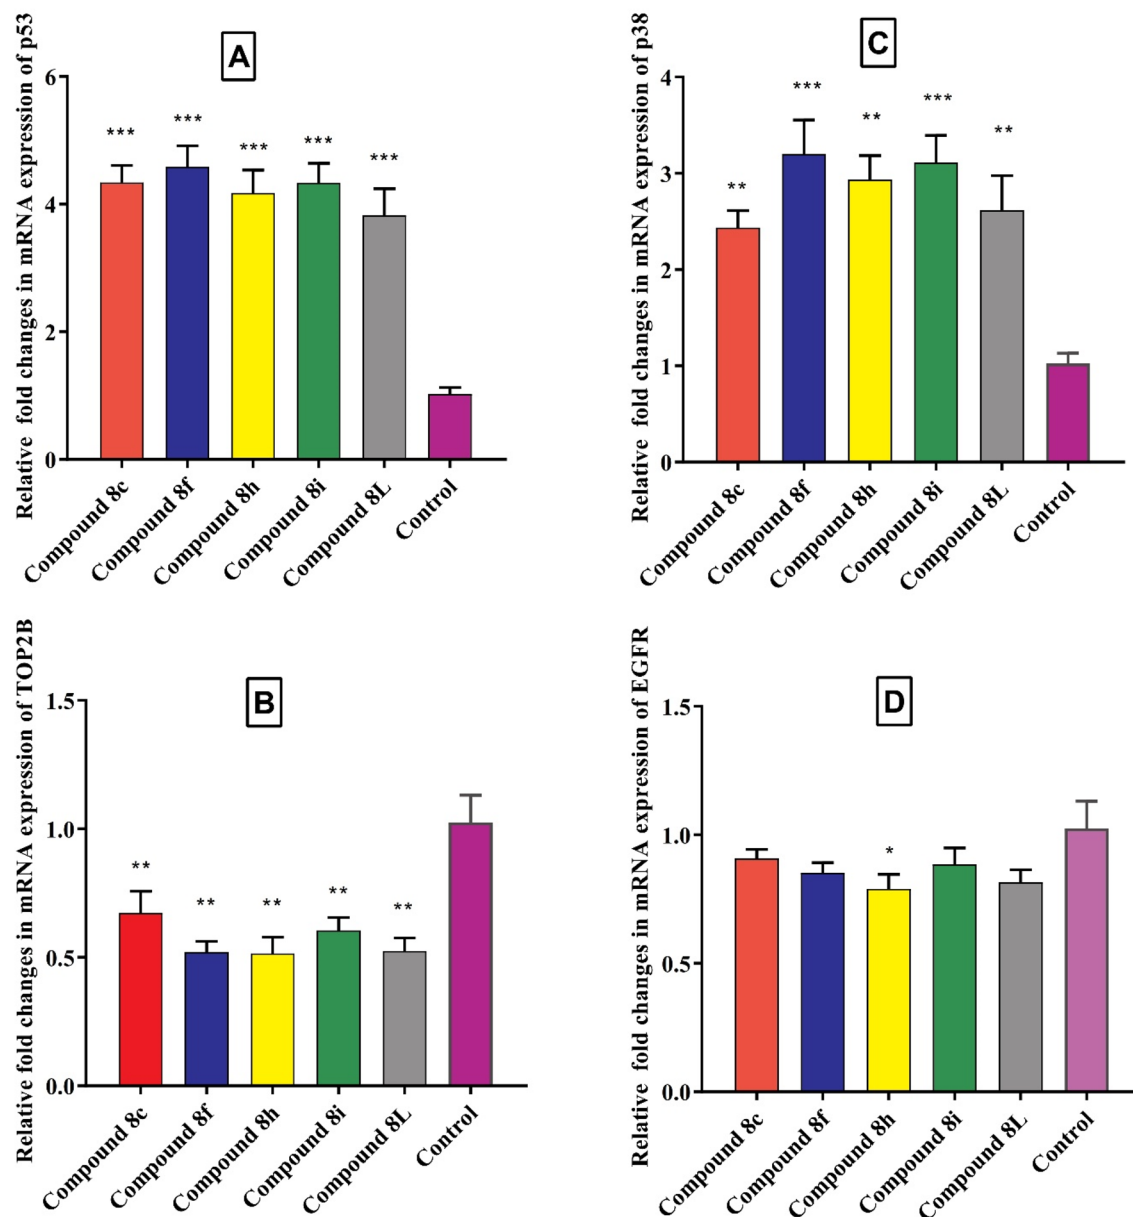 A
Relative fold changes in mRNA expression of p53
6
4
2
0
***
***
***
***
***
Compound 8c
Compound 8f
Compound 8h
Compound 8i
Compound 8L
Control
C
Relative fold changes in mRNA expression of p38
4
3
2
1
0
**
***
**
***
**
Compound 8c
Compound 8f
Compound 8h
Compound 8i
Compound 8L
Control
B
Relative fold changes in mRNA expression of TOP2B
1.5
1.0
0.5
0.0
**
**
**
**
**
Compound 8c
Compound 8f
Compound 8h
Compound 8i
Compound 8L
Control
D
Relative fold changes in mRNA expression of EGFR
1.5
1.0
0.5
0.0
*
Compound 8c
Compound 8f
Compound 8h
Compound 8i
Compound 8L
Control